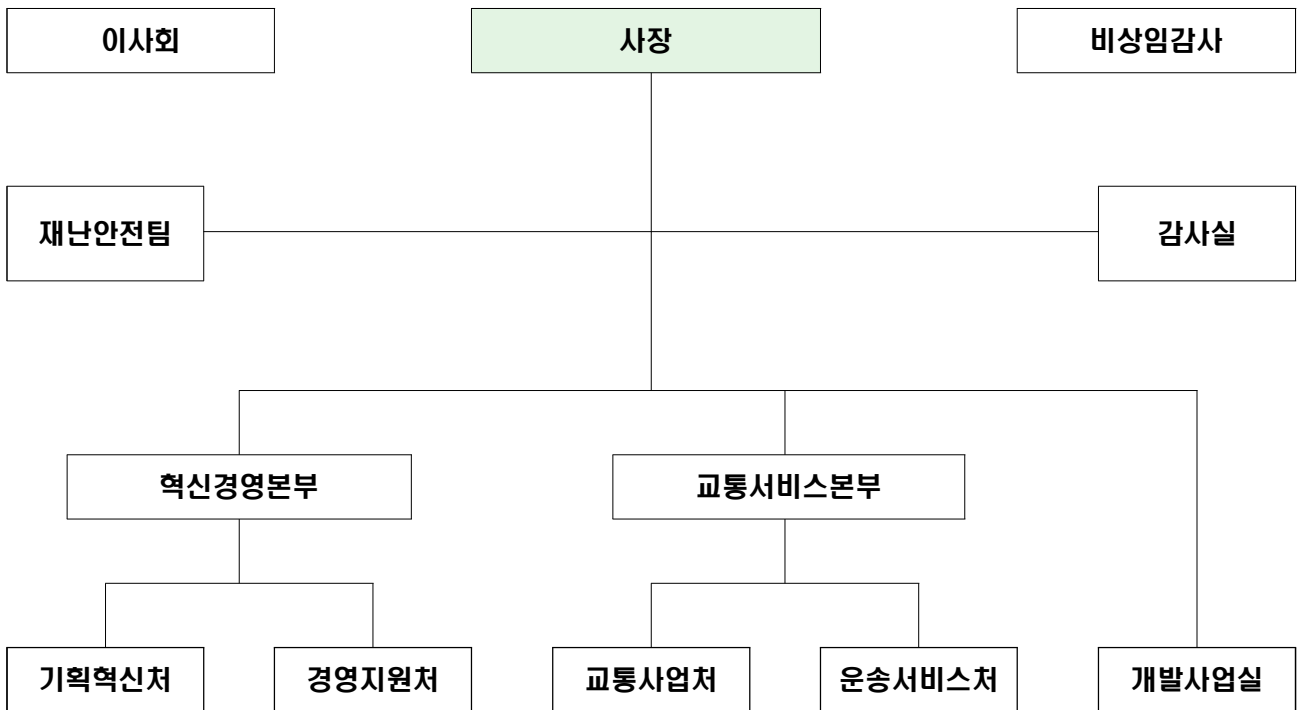 이사회
사장
비상임감사
재난안전팀
감사실
혁신경영본부
교통서비스본부
기획혁신처
경영지원처
교통사업처
운송서비스처
개발사업실